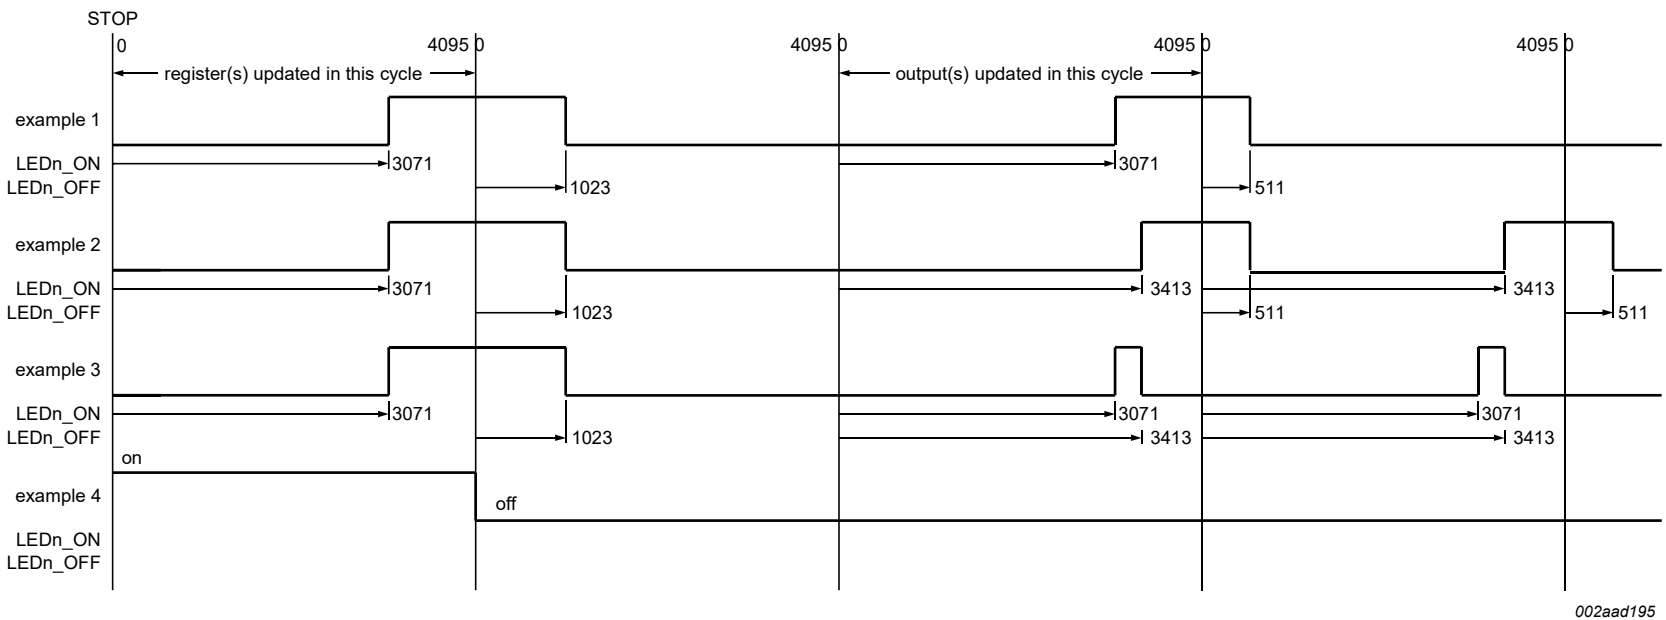 STOP
0 4095 0 4095 0 4095 0 4095 0
register(s) updated in this cycle output(s) updated in this cycle
example 1
LEDn_ON 3071 3071
LEDn_OFF 1023 511
example 2
LEDn_ON 3071 3413 3413
LEDn_OFF 1023 511 511
example 3
LEDn_ON 3071 3071 3071
LEDn_OFF 1023 3413 3413
on
example 4 off
LEDn_ON
LEDn_OFF
002aad195